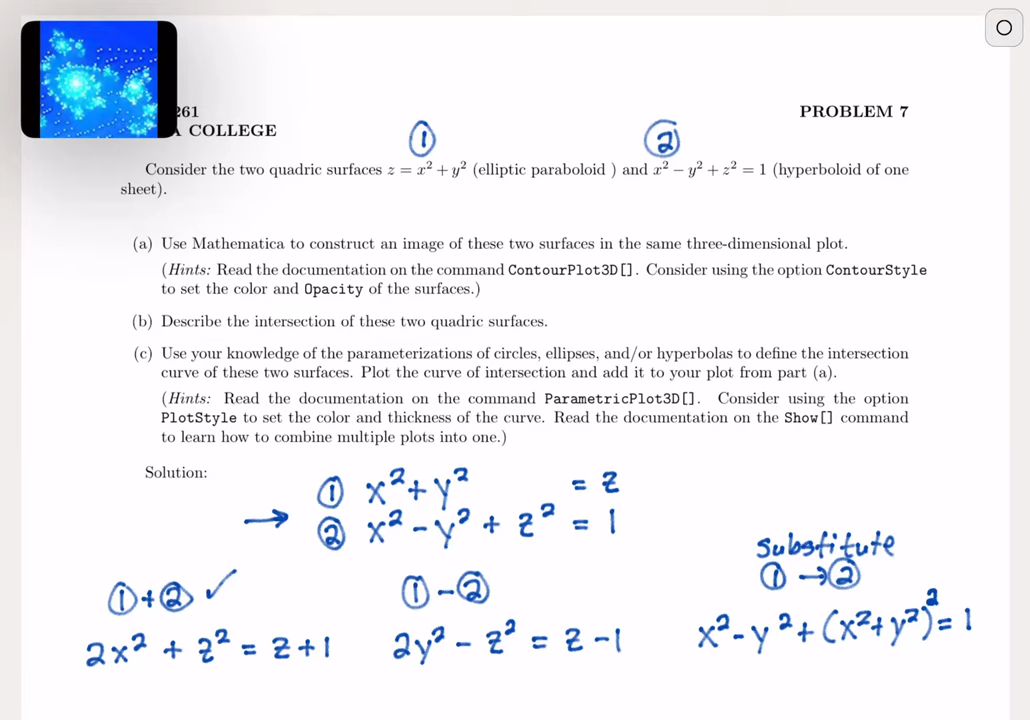 261
PROBLEM 7
COLLEGE
① ②
Consider the two quadric surfaces z = x² + y² (elliptic paraboloid ) and x² − y² + z² = 1 (hyperboloid of one
sheet).
(a) Use Mathematica to construct an image of these two surfaces in the same three-dimensional plot.
(Hints: Read the documentation on the command ContourPlot3D[]. Consider using the option ContourStyle
to set the color and Opacity of the surfaces.)
(b) Describe the intersection of these two quadric surfaces.
(c) Use your knowledge of the parameterizations of circles, ellipses, and/or hyperbolas to define the intersection
curve of these two surfaces. Plot the curve of intersection and add it to your plot from part (a).
(Hints: Read the documentation on the command ParametricPlot3D[]. Consider using the option
PlotStyle to set the color and thickness of the curve. Read the documentation on the Show[] command
to learn how to combine multiple plots into one.)
Solution:
① x² + y² = z
→ ② x² − y² + z² = 1
Substitute
① → ②
① + ② ✓
① − ②
2x² + z² = z + 1
2y² − z² = z − 1
x² − y² + (x² + y²)² = 1